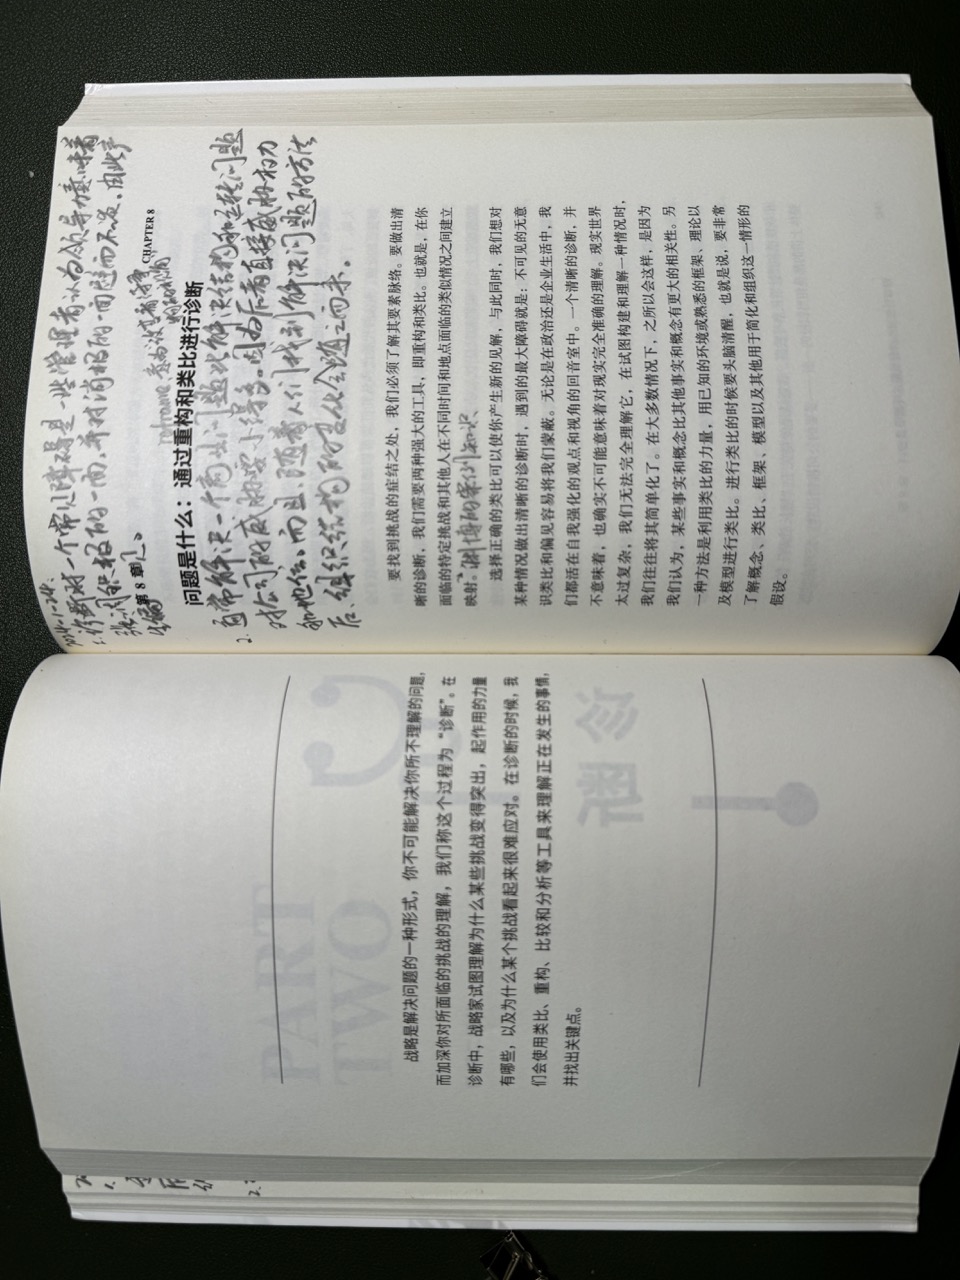 战略是解决问题的一种形式，你不可能解决你所不理解的问题，
而加深你对所面临的挑战的理解，我们称这个过程为“诊断”。在
诊断中，战略家试图理解为什么某些挑战变得突出，起作用的力量
有哪些，以及为什么某个挑战看起来很难应对。在诊断的时候，我
们会使用类比、重构、比较和分析等工具来理解正在发生的事情，
并找出关键点。
2024-1-24.
1. 诊断时一个常见障碍是一些管理者认为领导力意味着
强调积极的一面，并对消极的一面避而不谈。由此产
生偏见。
第 8 章
CHAPTER 8
reframe，意为“改变看待事
物的视角”
问题是什么：通过重构和类比进行诊断
2. 通常解决一个商业问题比解决结构和运转问题
对公司的威胁要小得多。因为后者直接威胁权力
和地位。而且，随着人们找到解决问题的方法
后、组织结构的变化会随之而来。
要找到挑战的症结之处，我们必须了解其要素脉络。要做出清
晰的诊断，我们需要两种强大的工具，即重构和类比。也就是，在你
面临的特定挑战和其他人在不同时间和地点面临的类似情况之间建立
映射。渊博的案例知识
选择正确的类比可以使你产生新的见解，与此同时，我们想对
某种情况做出清晰的诊断时，遇到的最大障碍就是：不可见的无意
识类比和偏见容易将我们蒙蔽。无论是在政治还是企业生活中，我
们都活在自我强化的观点和视角的回音室中。一个清晰的诊断，并
不意味着，也确实不可能意味着对现实完全准确的理解。现实世界
太过复杂，我们无法完全理解它，在试图构建和理解一种情况时，
我们往往将其简单化了。在大多数情况下，之所以会这样，是因为
我们认为，某些事实和概念比其他事实和概念有更大的相关性。另
一种方法是利用类比的力量，用已知的环境或熟悉的框架、理论以
及模型进行类比。进行类比的时候要头脑清醒，也就是说，要非常
了解概念、类比、框架、模型以及其他用于简化和组织这一情形的
假设。
PART
TWO
诊断